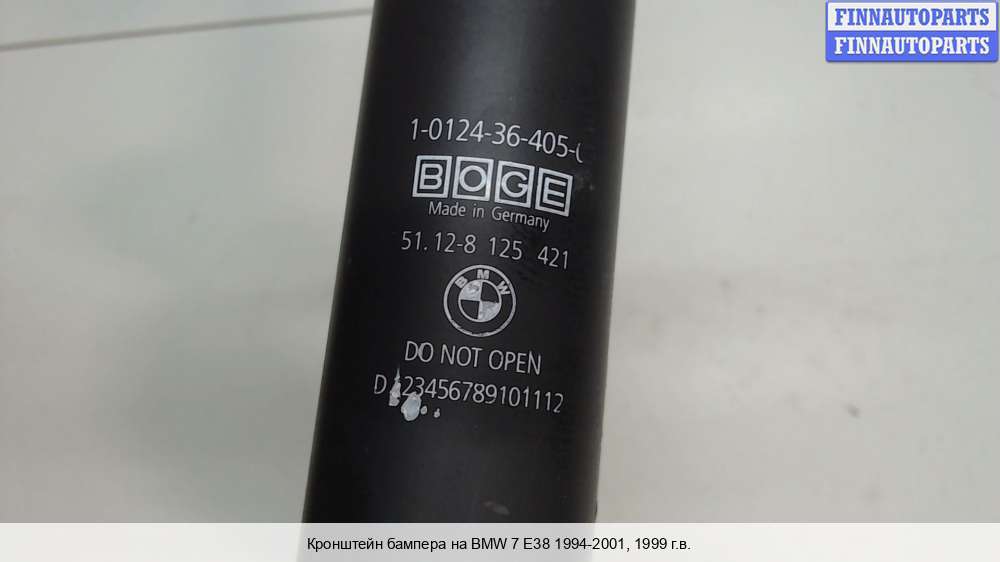 FINNAUTOPARTS
FINNAUTOPARTS
1-0124-36-405-
BOGE
Made in Germany
51.12-8 125 421
BMW
DO NOT OPEN
D 123456789101112
Кронштейн бампера на BMW 7 E38 1994-2001, 1999 г.в.